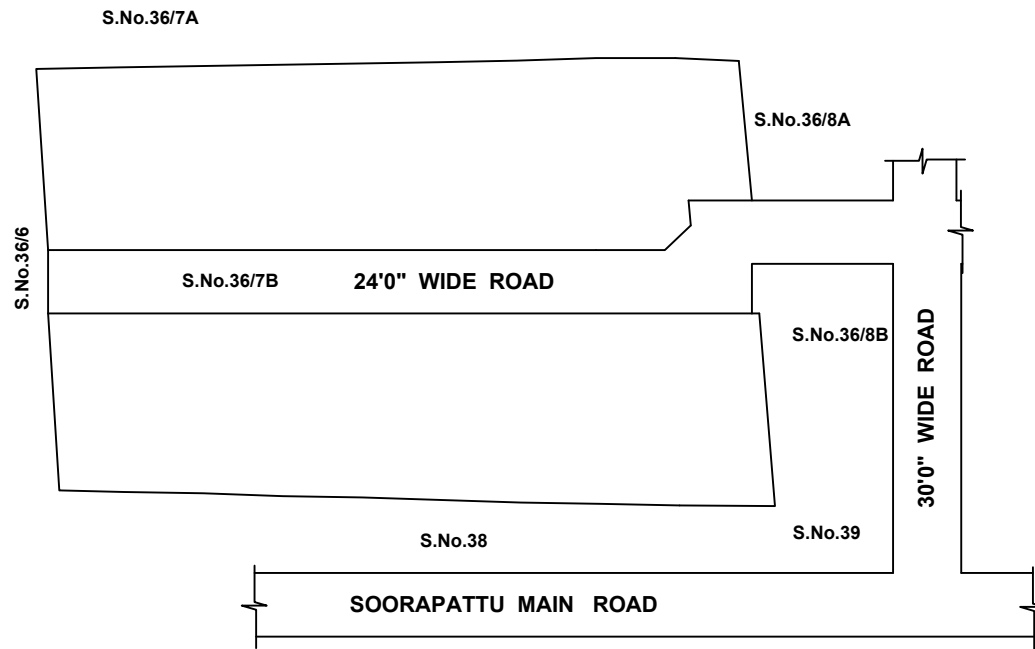 S.No.36/7A
S.No.36/8A
S.No.36/6
S.No.36/7B
24'0" WIDE ROAD
S.No.36/8B
30'0" WIDE ROAD
S.No.38
S.No.39
SOORAPATTU MAIN ROAD